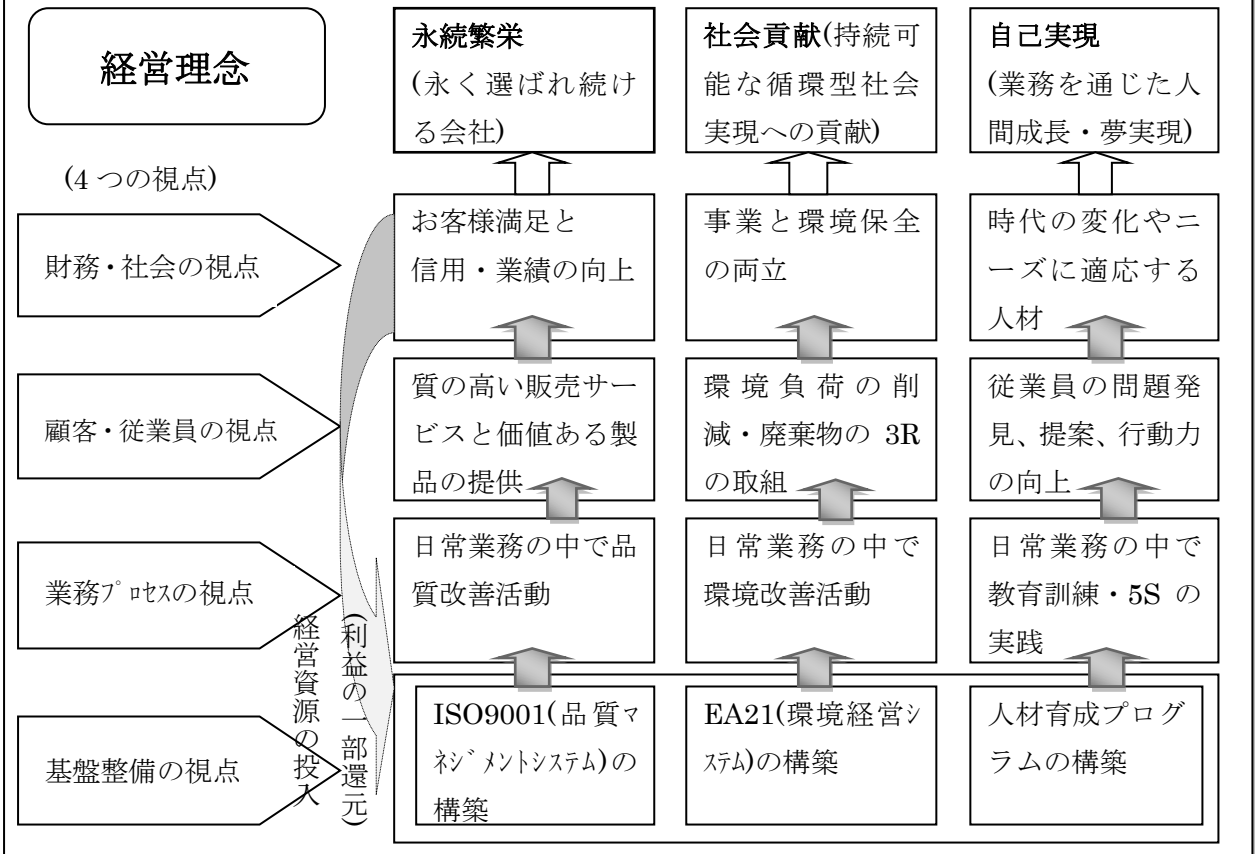 経営理念
永続繁栄
(永く選ばれ続け
る会社)
社会貢献(持続可
能な循環型社会
実現への貢献)
自己実現
(業務を通じた人
間成長・夢実現)
(4 つの視点)
財務・社会の視点
お客様満足と
信用・業績の向上
事業と環境保全
の両立
時代の変化やニ
ーズに適応する
人材
顧客・従業員の視点
質の高い販売サー
ビスと価値ある製
品の提供
環境負荷の削
減・廃棄物の 3R
の取組
従業員の問題発
見、提案、行動力
の向上
業務ﾌﾟﾛｾｽの視点
日常業務の中で品
質改善活動
日常業務の中で
環境改善活動
日常業務の中で
教育訓練・5S の
実践
経営資源の投入
(利益の一部還元)
基盤整備の視点
ISO9001(品質ﾏ
ﾈｼﾞﾒﾝﾄｼｽﾃﾑ)の
構築
EA21(環境経営ｼ
ｽﾃﾑ)の構築
人材育成プログ
ラムの構築